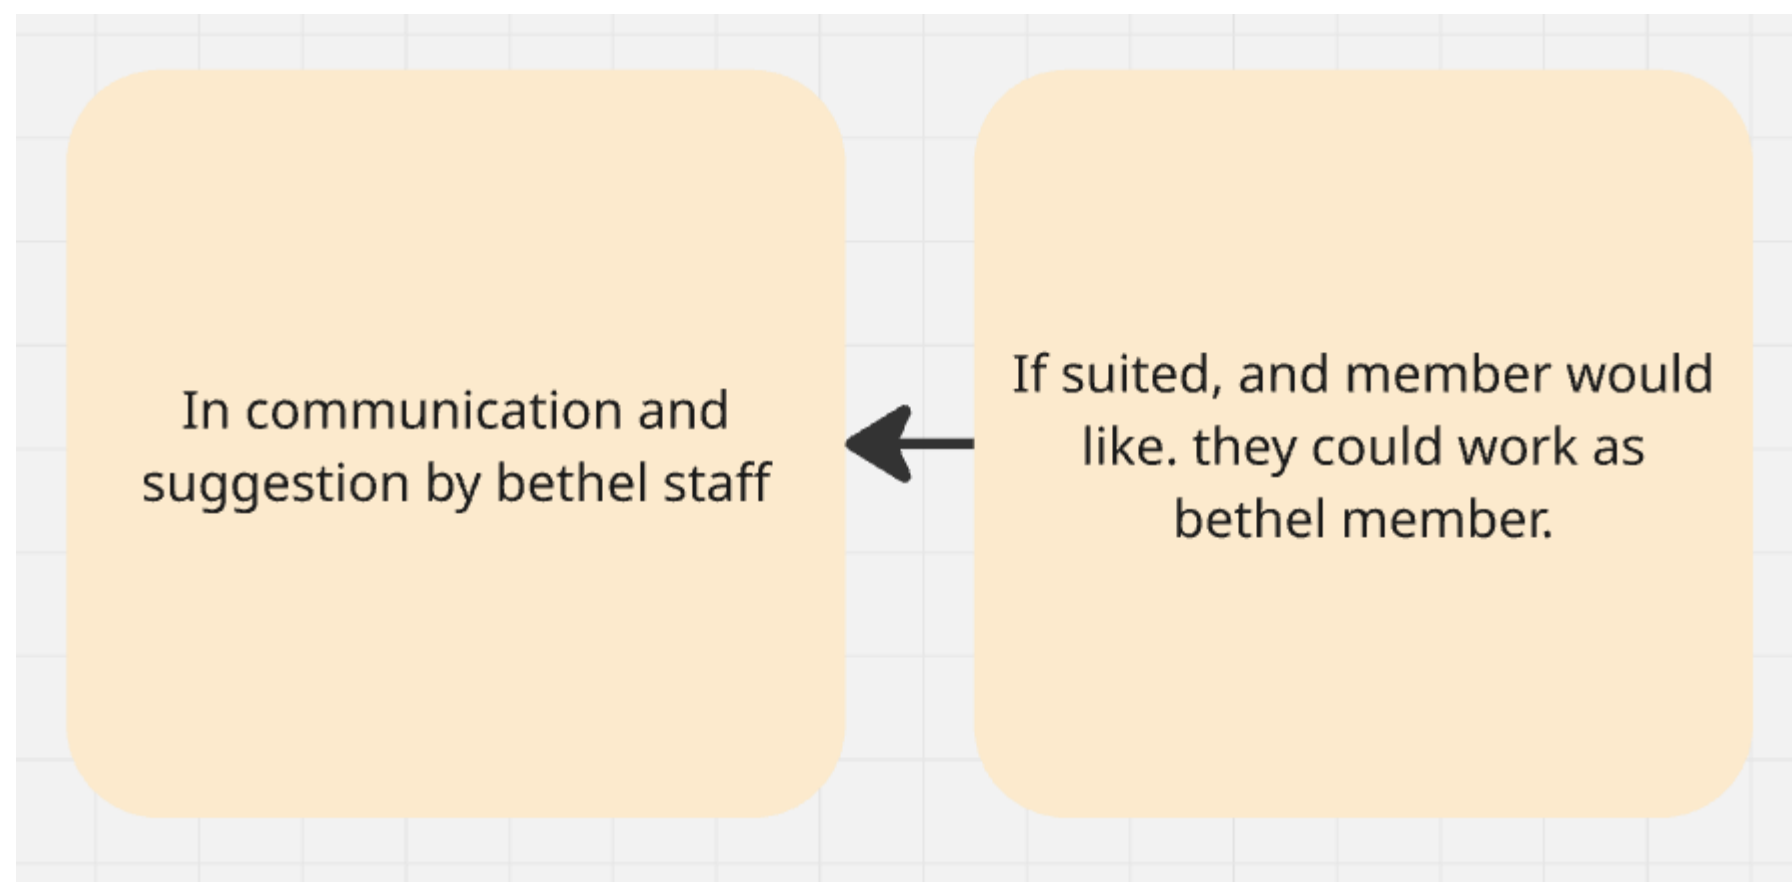 In communication and
suggestion by bethel staff
If suited, and member would
like. they could work as
bethel member.